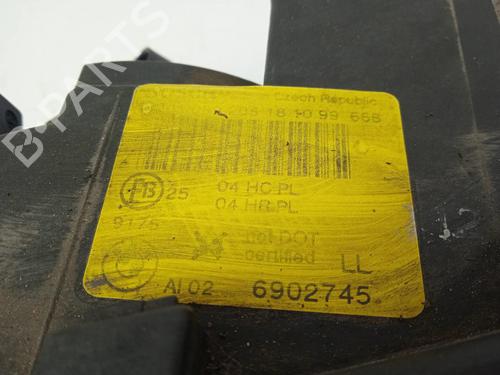 B-PARTS
Czech Republic
18 10 99 668
25
04 HC PL
04 HR PL
9175
not DOT
certified
LL
AI 02
6902745